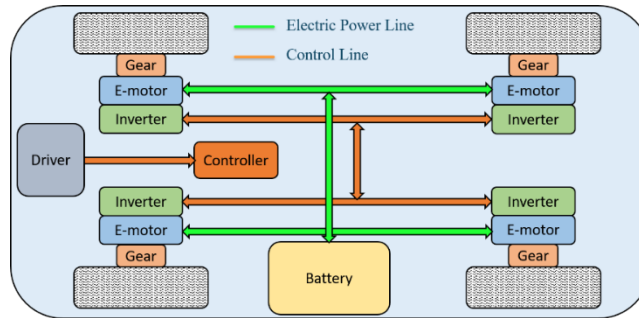 Electric Power Line
Control Line
Gear
Gear
E-motor
E-motor
Inverter
Inverter
Driver
Controller
Inverter
Inverter
E-motor
E-motor
Gear
Gear
Battery